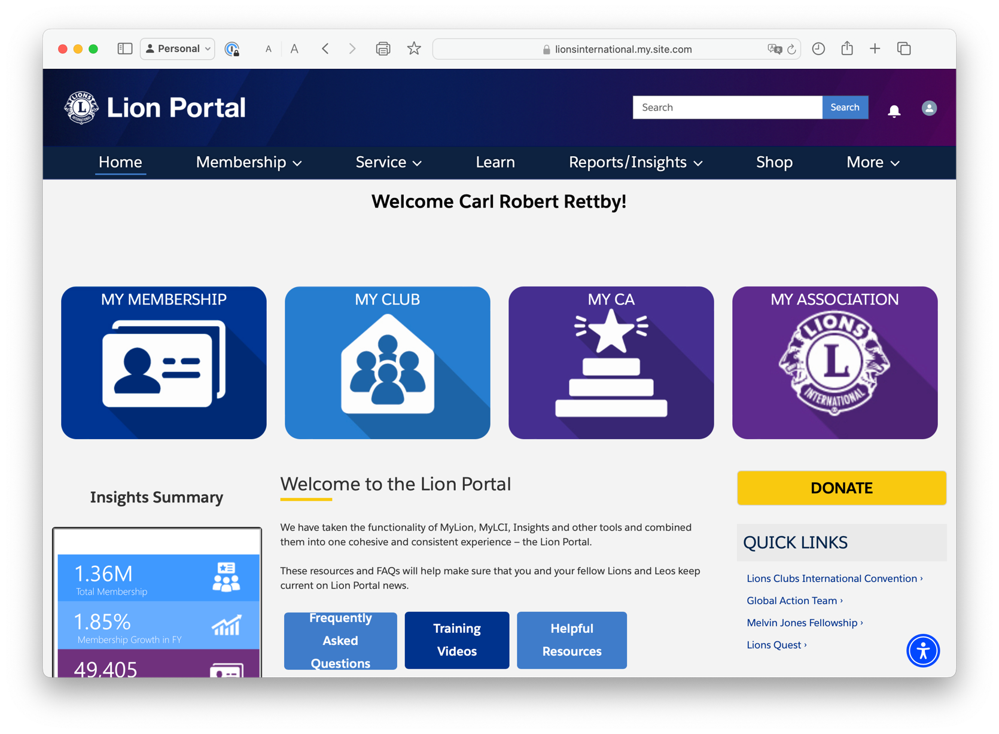 Personal
A A
lionsinternational.my.site.com
LIONS
L
INTERNATIONAL
Lion Portal
Search
Search
Home
Membership
Service
Learn
Reports/Insights
Shop
More
Welcome Carl Robert Rettby!
MY MEMBERSHIP
MY CLUB
MY CA
MY ASSOCIATION
LIONS
L
INTERNATIONAL
®
Insights Summary
1.36M
Total Membership
1.85%
Membership Growth in FY
49,405
Welcome to the Lion Portal
We have taken the functionality of MyLion, MyLCI, Insights and other tools and combined
them into one cohesive and consistent experience – the Lion Portal.
These resources and FAQs will help make sure that you and your fellow Lions and Leos keep
current on Lion Portal news.
Frequently
Asked
Questions
Training
Videos
Helpful
Resources
DONATE
QUICK LINKS
Lions Clubs International Convention ›
Global Action Team ›
Melvin Jones Fellowship ›
Lions Quest ›